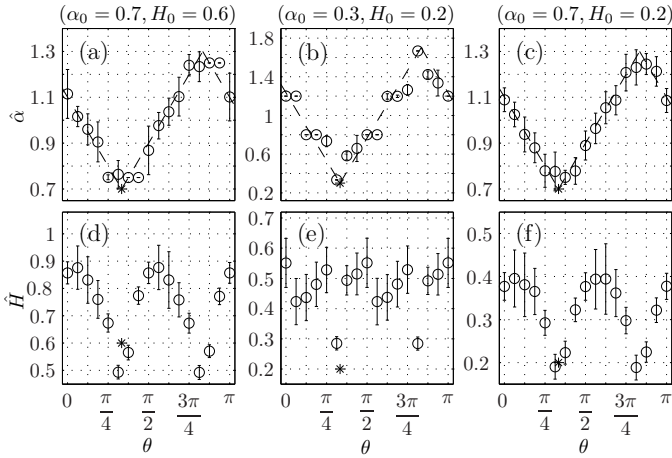 (α₀ = 0.7, H₀ = 0.6) (α₀ = 0.3, H₀ = 0.2) (α₀ = 0.7, H₀ = 0.2)
(a) (b) (c)
1.3 1.1 0.9 0.7
1.8 1.4 1 0.6 0.2
1.3 1.1 0.9 0.7
α̂
(d) (e) (f)
1 0.9 0.8 0.7 0.6 0.5
0.7 0.6 0.5 0.4 0.3 0.2
0.5 0.4 0.3 0.2
Ĥ
0 π/4 π/2 3π/4 π 0 π/4 π/2 3π/4 π 0 π/4 π/2 3π/4 π
θ θ θ